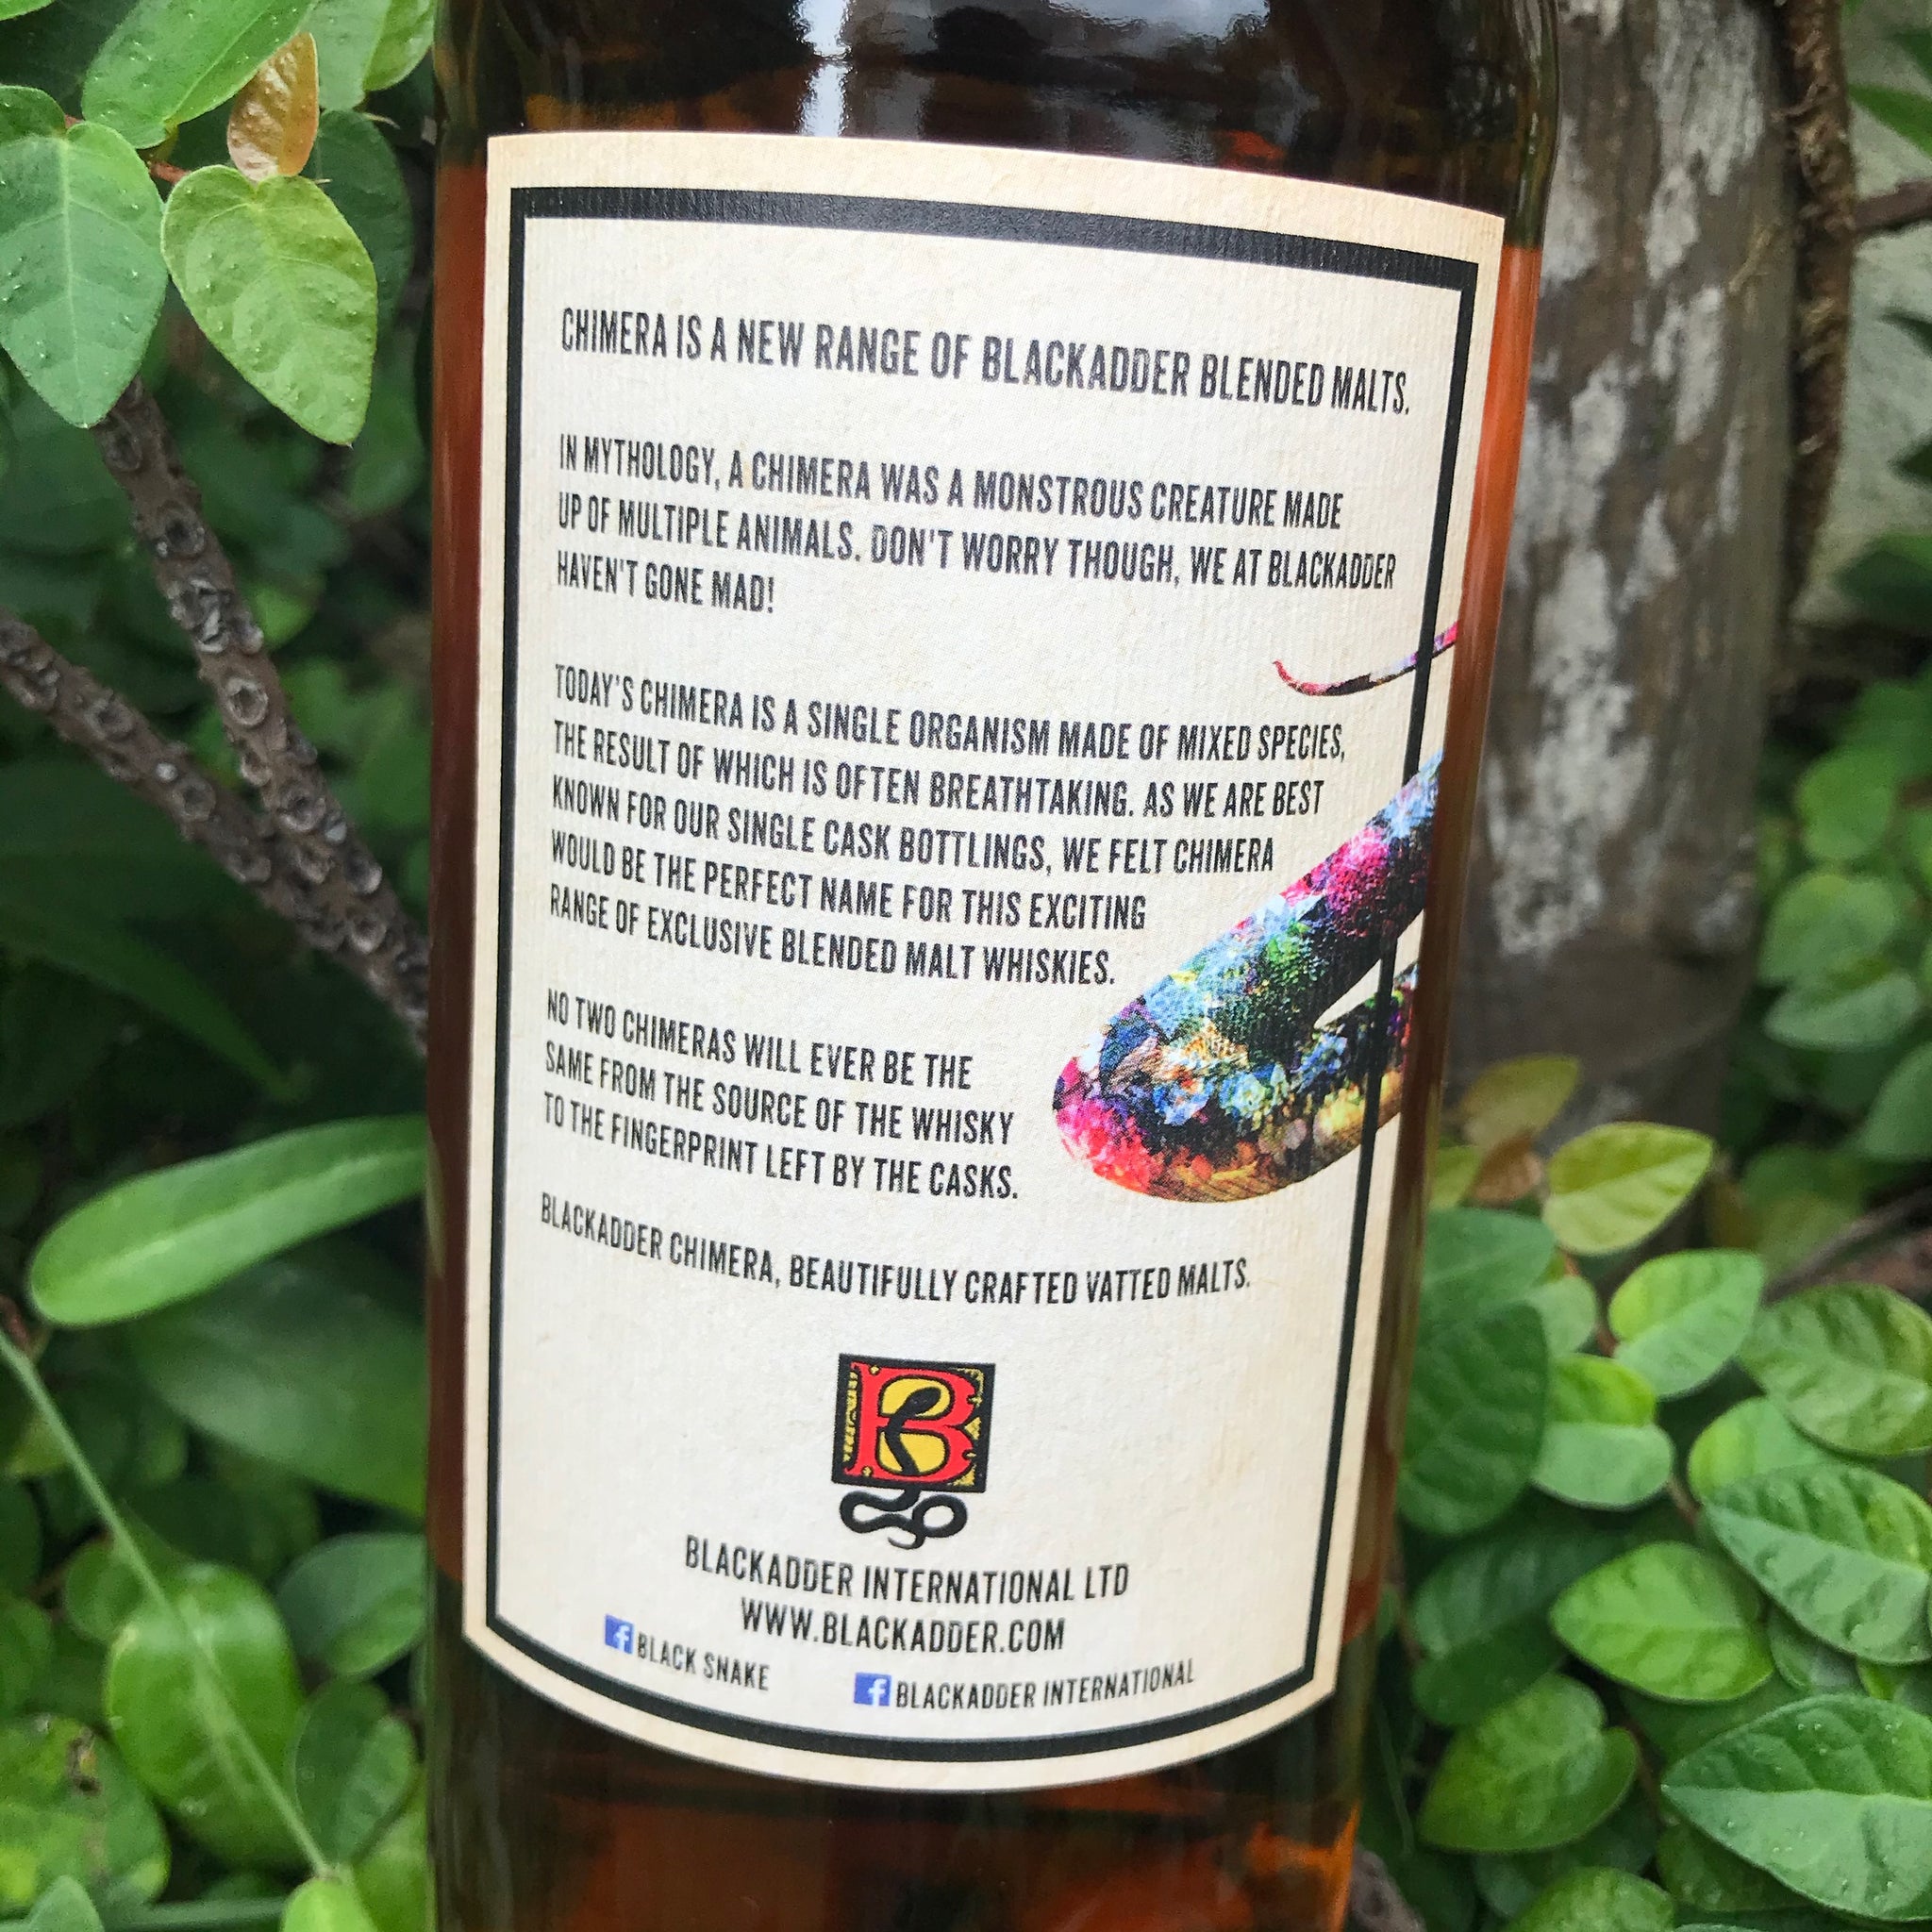 CHIMERA IS A NEW RANGE OF BLACKADDER BLENDED MALTS.
IN MYTHOLOGY, A CHIMERA WAS A MONSTROUS CREATURE MADE
UP OF MULTIPLE ANIMALS. DON'T WORRY THOUGH, WE AT BLACKADDER
HAVEN'T GONE MAD!
TODAY'S CHIMERA IS A SINGLE ORGANISM MADE OF MIXED SPECIES,
THE RESULT OF WHICH IS OFTEN BREATHTAKING. AS WE ARE BEST
KNOWN FOR OUR SINGLE CASK BOTTLINGS, WE FELT CHIMERA
WOULD BE THE PERFECT NAME FOR THIS EXCITING
RANGE OF EXCLUSIVE BLENDED MALT WHISKIES.
NO TWO CHIMERAS WILL EVER BE THE
SAME FROM THE SOURCE OF THE WHISKY
TO THE FINGERPRINT LEFT BY THE CASKS.
BLACKADDER CHIMERA, BEAUTIFULLY CRAFTED VATTED MALTS.
B
BLACKADDER INTERNATIONAL LTD
WWW.BLACKADDER.COM
f BLACK SNAKE f BLACKADDER INTERNATIONAL